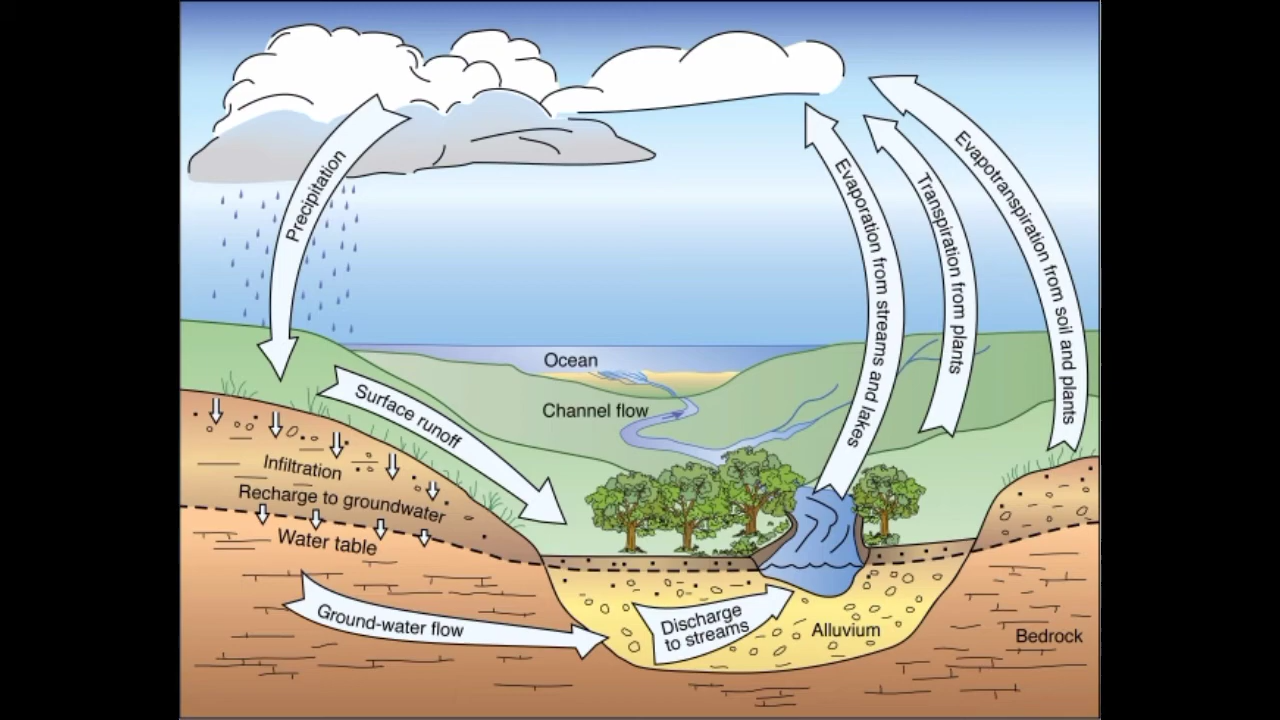 Precipitation
Evaporation from streams and lakes
Transpiration from plants
Evapotranspiration from soil and plants
Ocean
Channel flow
Surface runoff
Infiltration
Recharge to groundwater
Water table
Ground-water flow
Discharge
to streams
Alluvium
Bedrock